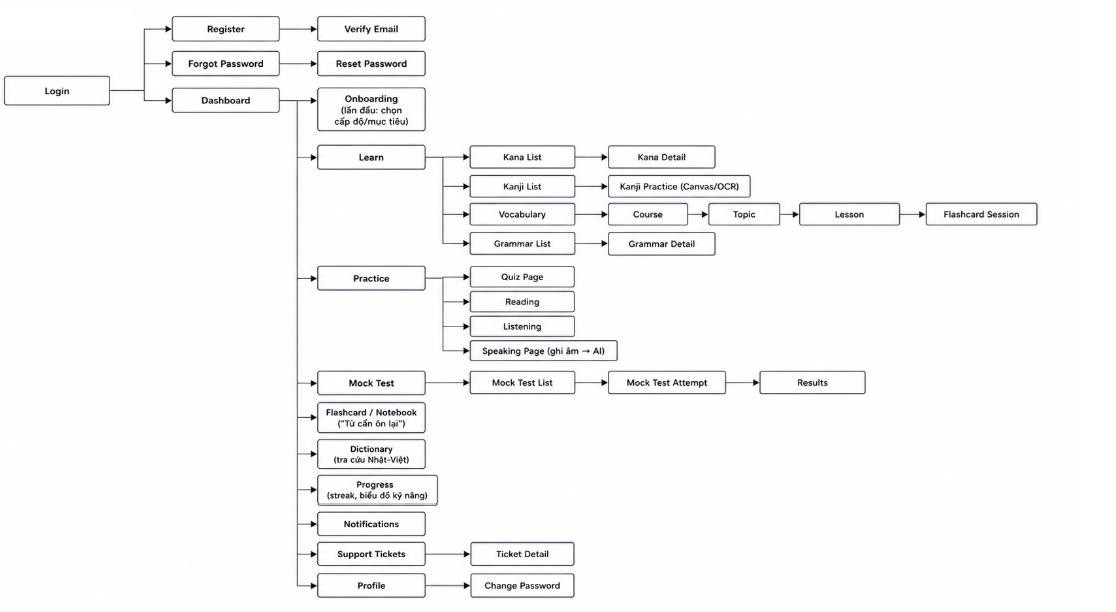 Register
Verify Email
Forgot Password
Reset Password
Login
Dashboard
Onboarding
(lần đầu: chọn
cấp độ/mục tiêu)
Learn
Kana List
Kana Detail
Kanji List
Kanji Practice (Canvas/OCR)
Vocabulary
Course
Topic
Lesson
Flashcard Session
Grammar List
Grammar Detail
Practice
Quiz Page
Reading
Listening
Speaking Page (ghi âm → AI)
Mock Test
Mock Test List
Mock Test Attempt
Results
Flashcard / Notebook
("Từ cần ôn lại")
Dictionary
(tra cứu Nhật-Việt)
Progress
(streak, biểu đồ kỹ năng)
Notifications
Support Tickets
Ticket Detail
Profile
Change Password